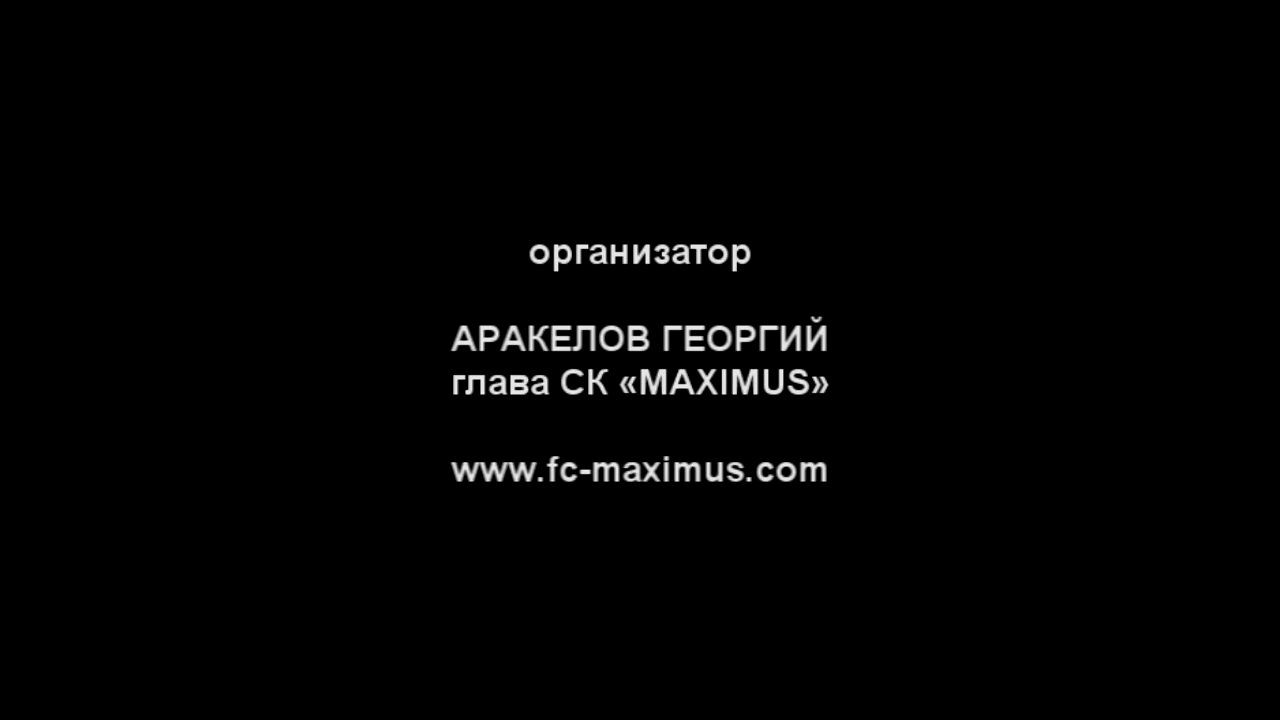 организатор
АРАКЕЛОВ ГЕОРГИЙ
глава СК «MAXIMUS»
www.fc-maximus.com